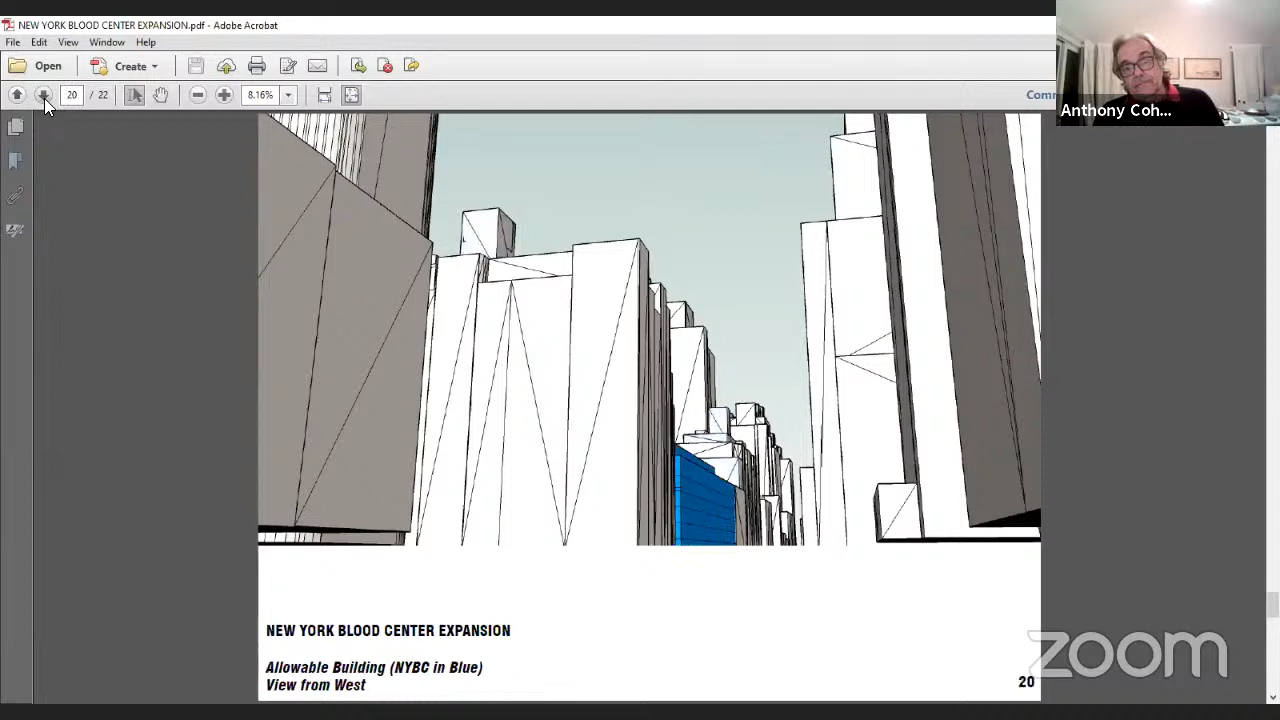 NEW YORK BLOOD CENTER EXPANSION.pdf - Adobe Acrobat
File Edit View Window Help
Open Create
20 / 22 8.16% Comm
Anthony Coh...
NEW YORK BLOOD CENTER EXPANSION
Allowable Building (NYBC in Blue)
View from West
20
zoom